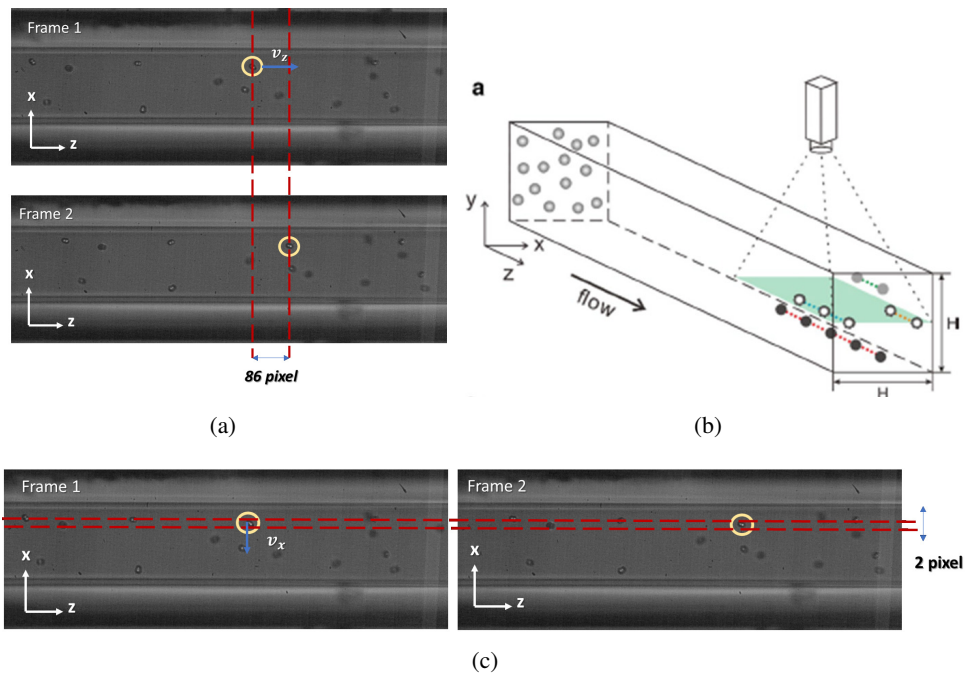 Frame 1
v_z
x
z
Frame 2
x
z
86 pixel
(a)
a
y
x
z
flow
H
H
(b)
Frame 1
v_x
x
z
Frame 2
x
z
2 pixel
(c)